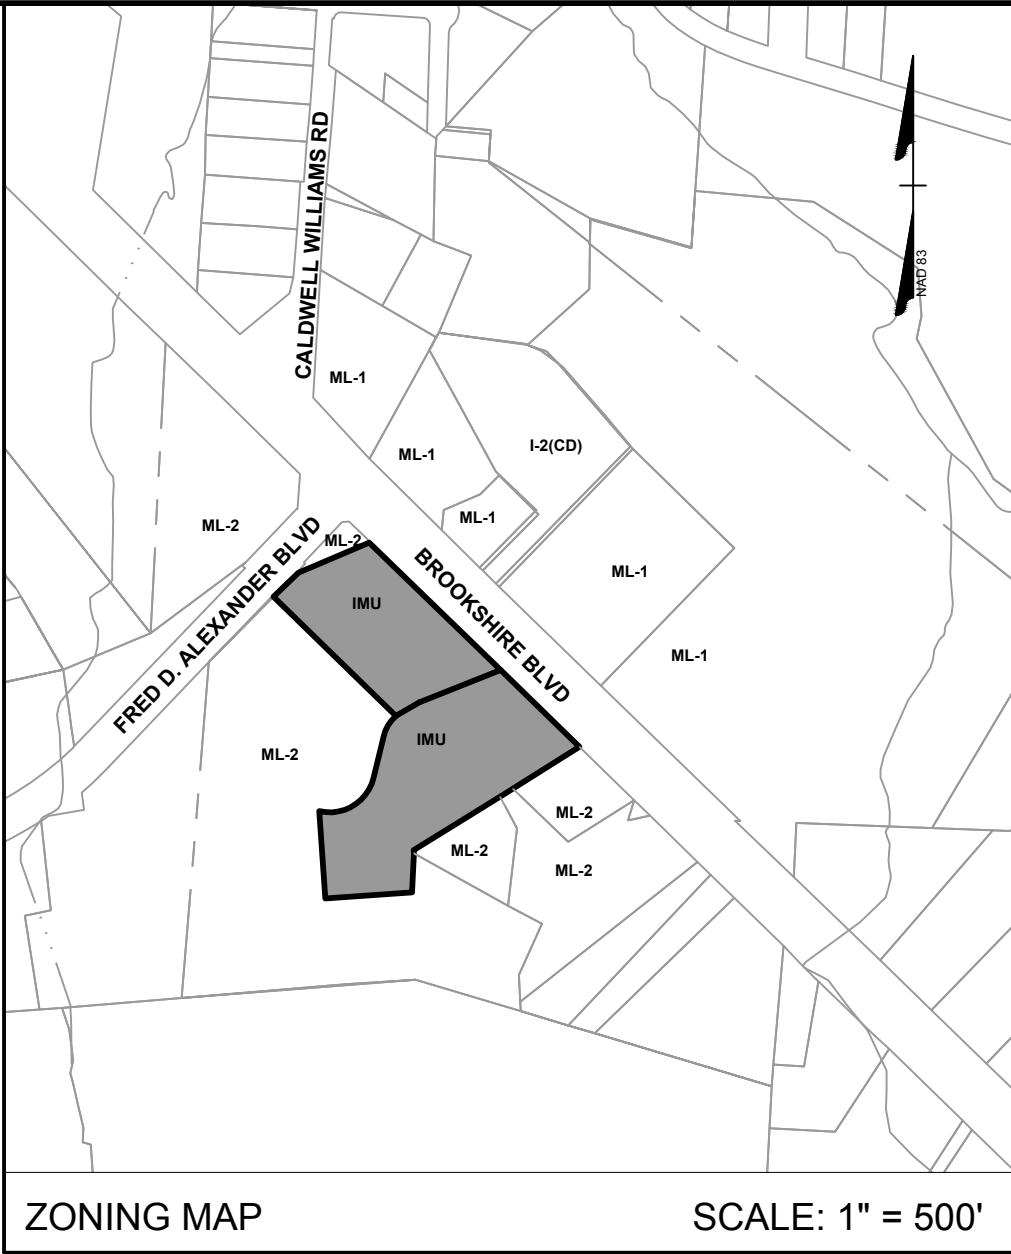 CALDWELL WILLIAMS RD
NAD 83
ML-1
I-2(CD)
ML-1
ML-1
ML-2
ML-2
FRED D. ALEXANDER BLVD
BROOKSHIRE BLVD
ML-1
IMU
ML-1
IMU
ML-2
ML-2
ML-2
ML-2
ZONING MAP
SCALE: 1" = 500'